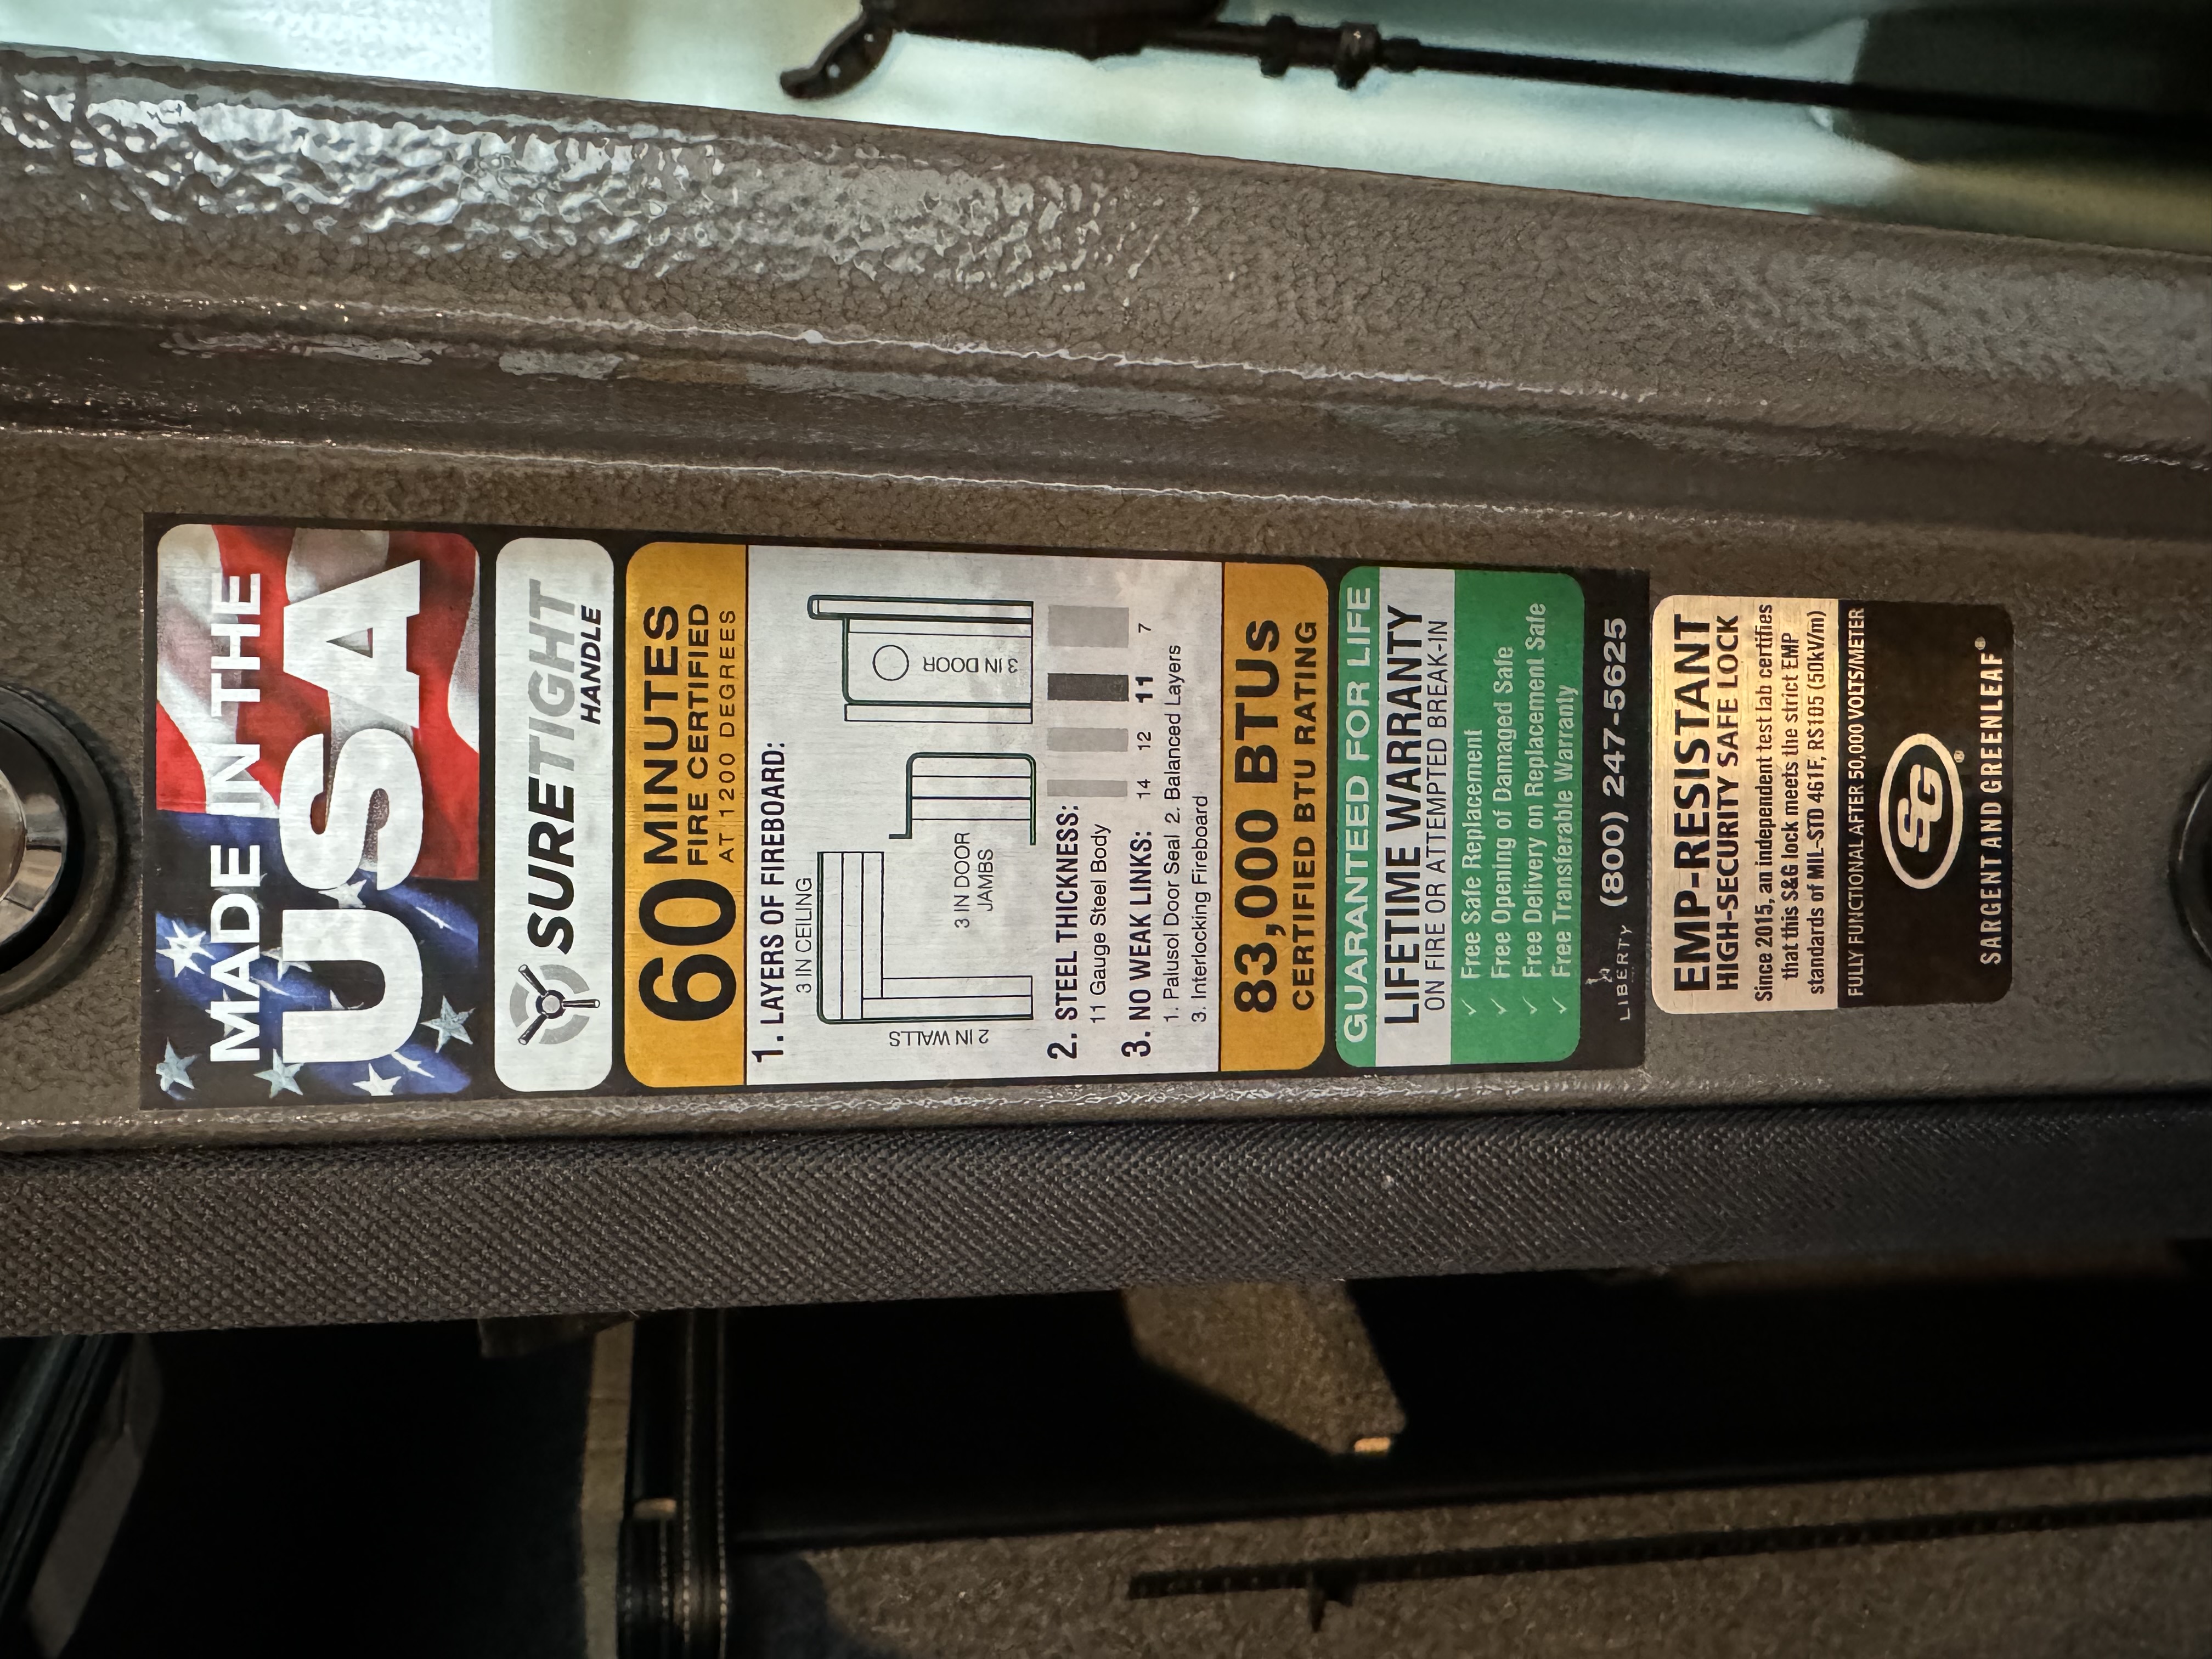 MADE IN THE
USA
SURETIGHT
HANDLE
60 MINUTES
FIRE CERTIFIED
AT 1200 DEGREES
1. LAYERS OF FIREBOARD:
3 IN CEILING
2 IN WALLS
3 IN DOOR
JAMBS
3 IN DOOR
2. STEEL THICKNESS:
11 Gauge Steel Body
14 12 11 7
3. NO WEAK LINKS:
1. Palusol Door Seal 2. Balanced Layers
3. Interlocking Fireboard
83,000 BTUs
CERTIFIED BTU RATING
GUARANTEED FOR LIFE
LIFETIME WARRANTY
ON FIRE OR ATTEMPTED BREAK-IN
✓ Free Safe Replacement
✓ Free Opening of Damaged Safe
✓ Free Delivery on Replacement Safe
✓ Free Transferable Warranty
LIBERTY (800) 247-5625
EMP-RESISTANT
HIGH-SECURITY SAFE LOCK
Since 2015, an independent test lab certifies
that this S&G lock meets the strict EMP
standards of MIL-STD 461F, RS105 (50kV/m)
FULLY FUNCTIONAL AFTER 50,000 VOLTS/METER
SG®
SARGENT AND GREENLEAF®